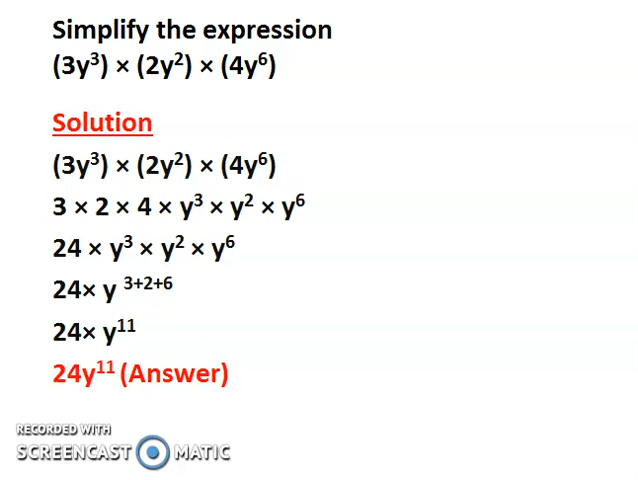 Simplify the expression
(3y³) × (2y²) × (4y⁶)
Solution
(3y³) × (2y²) × (4y⁶)
3 × 2 × 4 × y³ × y² × y⁶
24 × y³ × y² × y⁶
24× y ³⁺²⁺⁶
24× y¹¹
24y¹¹ (Answer)
RECORDED WITH
SCREENCAST MATIC